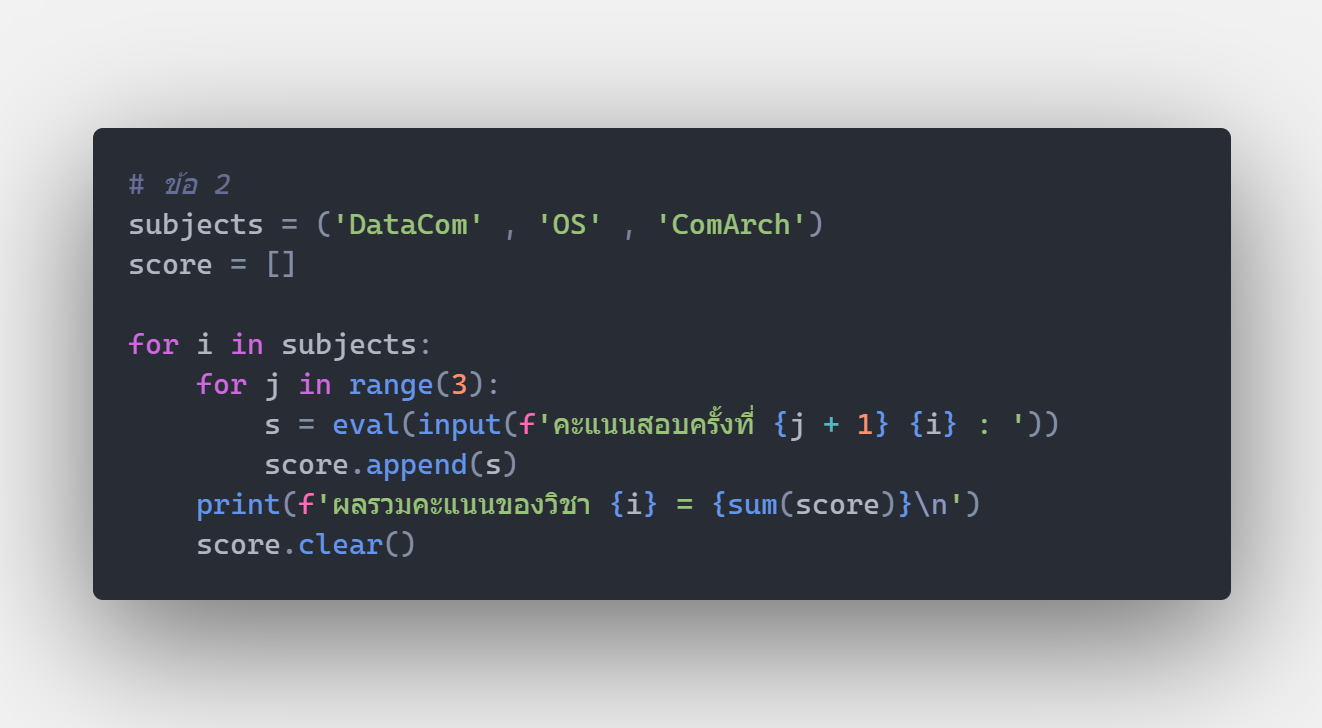 # ข้อ 2
subjects = ('DataCom' , 'OS' , 'ComArch')
score = []
for i in subjects:
    for j in range(3):
        s = eval(input(f'คะแนนสอบครั้งที่ {j + 1} {i} : '))
        score.append(s)
    print(f'ผลรวมคะแนนของวิชา {i} = {sum(score)}\n')
    score.clear()